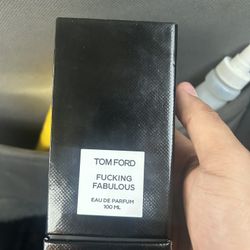 TOM FORD
FUCKING
FABULOUS
EAU DE PARFUM
100 ML